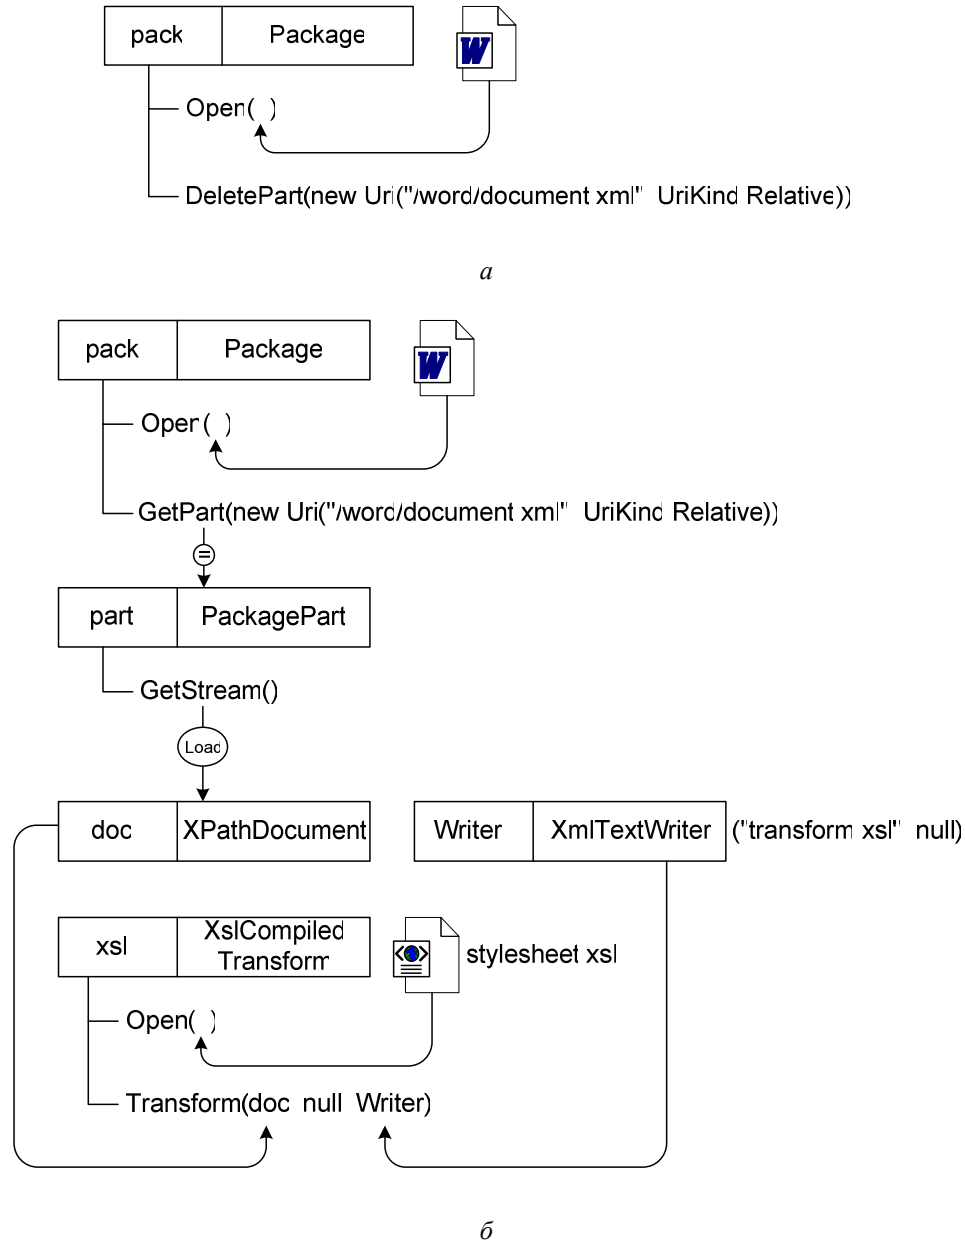 pack Package
W
Open( )
DeletePart(new Uri("/word/document xml" UriKind Relative))
а
pack Package
W
Open( )
GetPart(new Uri("/word/document xml" UriKind Relative))
=
part PackagePart
GetStream()
Load
doc XPathDocument Writer XmlTextWriter ("transform xsl" null)
xsl XslCompiled
Transform
stylesheet xsl
Open( )
Transform(doc null Writer)
б